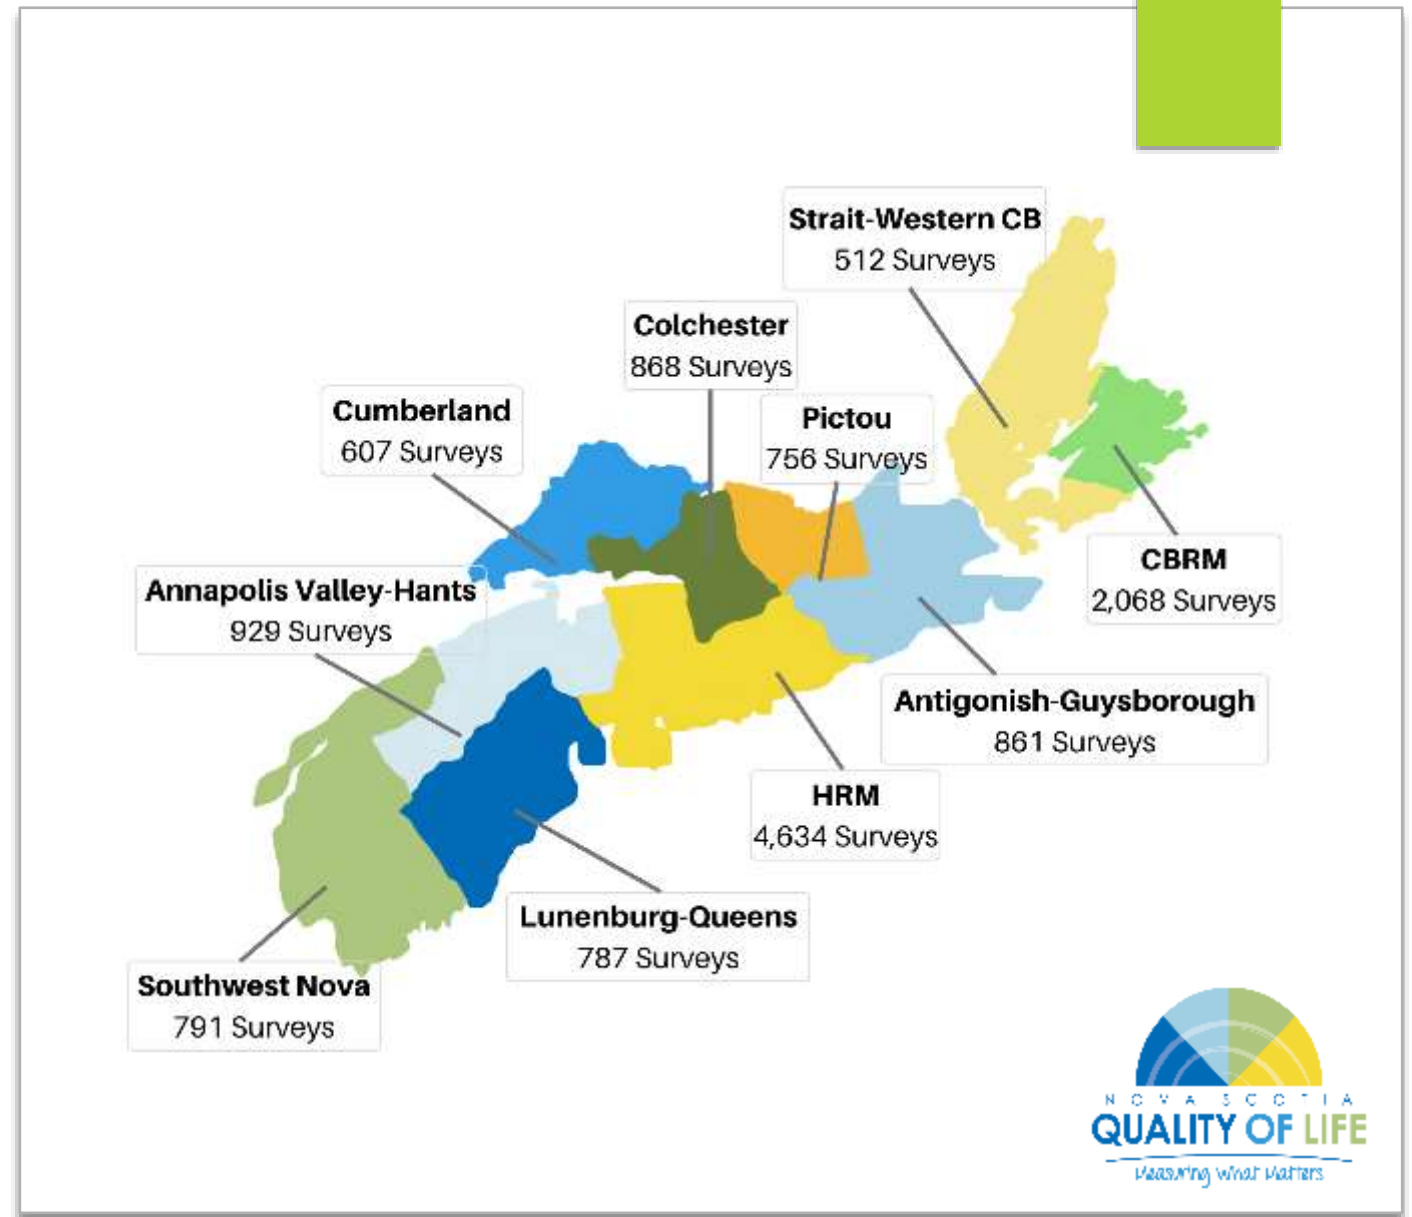 Strait-Western CB
512 Surveys
Colchester
868 Surveys
Cumberland
607 Surveys
Pictou
756 Surveys
CBRM
2,068 Surveys
Annapolis Valley-Hants
929 Surveys
Antigonish-Guysborough
861 Surveys
HRM
4,634 Surveys
Lunenburg-Queens
787 Surveys
Southwest Nova
791 Surveys
NOVA SCOTIA
QUALITY OF LIFE
Measuring What Matters